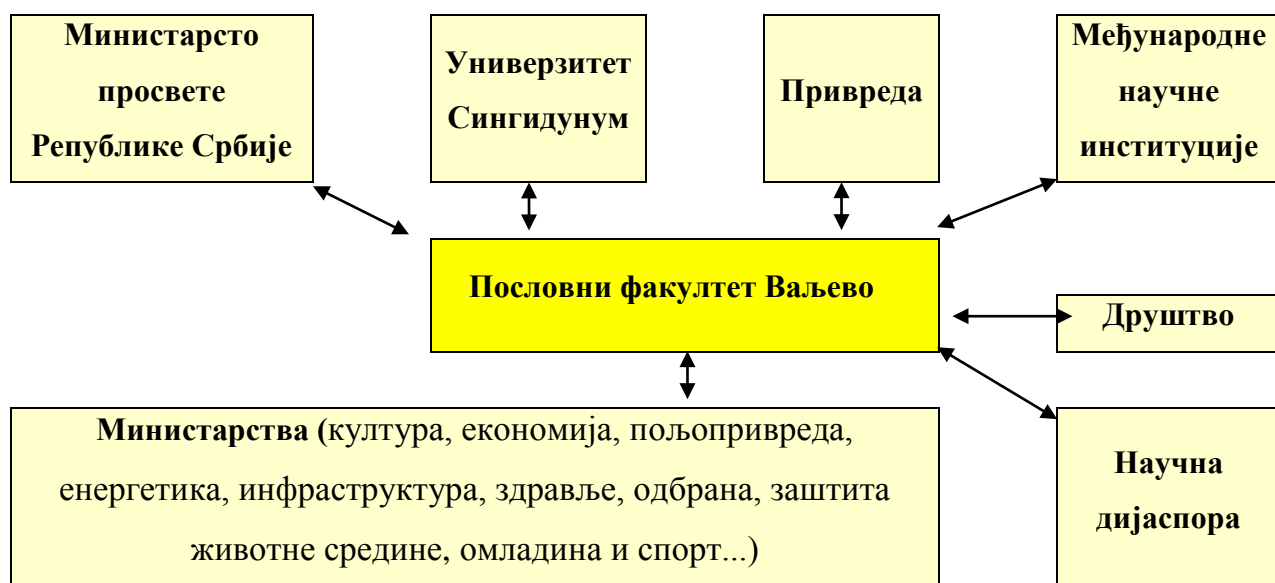 Министарсто
просвете
Републике Србије
Универзитет
Сингидунум
Привреда
Међународне
научне
институције
Пословни факултет Ваљево
Друштво
Министарства (култура, економија, пољопривреда,
енергетика, инфраструктура, здравље, одбрана, заштита
животне средине, омладина и спорт...)
Научна
дијаспора